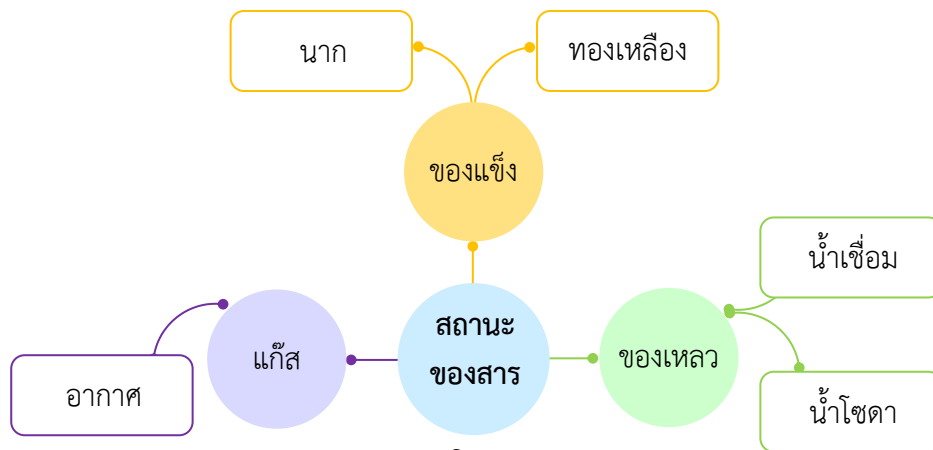 นาก
ทองเหลือง
ของแข็ง
น้ำเชื่อม
สถานะ
ของสาร
แก๊ส
ของเหลว
อากาศ
น้ำโซดา